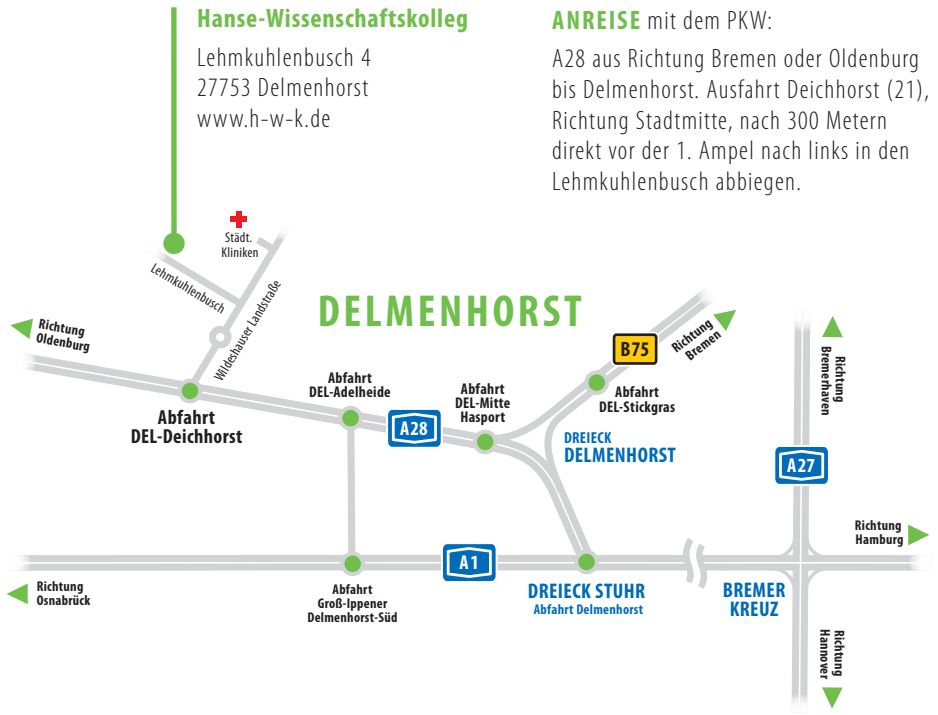 Hanse-Wissenschaftskolleg
Lehmkuhlenbusch 4
27753 Delmenhorst
www.h-w-k.de
ANREISE mit dem PKW:
A28 aus Richtung Bremen oder Oldenburg
bis Delmenhorst. Ausfahrt Deichhorst (21),
Richtung Stadtmitte, nach 300 Metern
direkt vor der 1. Ampel nach links in den
Lehmkuhlenbusch abbiegen.
Städt.
Kliniken
Lehmkuhlenbusch
Wildeshauser Landstraße
DELMENHORST
Richtung
Oldenburg
B75
Richtung
Bremen
Richtung
Bremerhaven
Abfahrt
DEL-Deichhorst
Abfahrt
DEL-Adelheide
A28
Abfahrt
DEL-Mitte
Hasport
Abfahrt
DEL-Stickgras
DREIECK
DELMENHORST
A27
Richtung
Hamburg
Richtung
Osnabrück
Abfahrt
Groß-Ippener
Delmenhorst-Süd
A1
DREIECK STUHR
Abfahrt Delmenhorst
BREMER
KREUZ
Richtung
Hannover